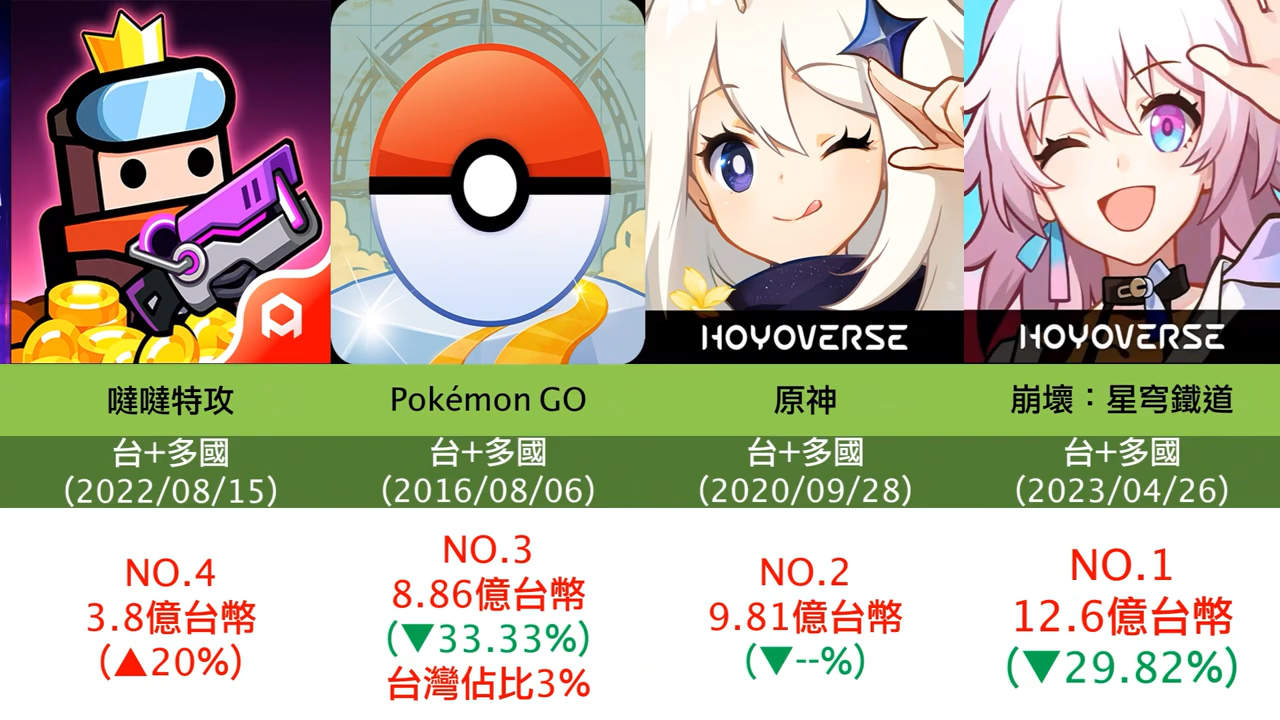 HOYOVERSE
HOYOVERSE
噠噠特攻
Pokémon GO
原神
崩壞：星穹鐵道
台+多國
(2022/08/15)
台+多國
(2016/08/06)
台+多國
(2020/09/28)
台+多國
(2023/04/26)
NO.4
3.8億台幣
(▲20%)
NO.3
8.86億台幣
(▼33.33%)
台灣佔比3%
NO.2
9.81億台幣
(▼--%)
NO.1
12.6億台幣
(▼29.82%)